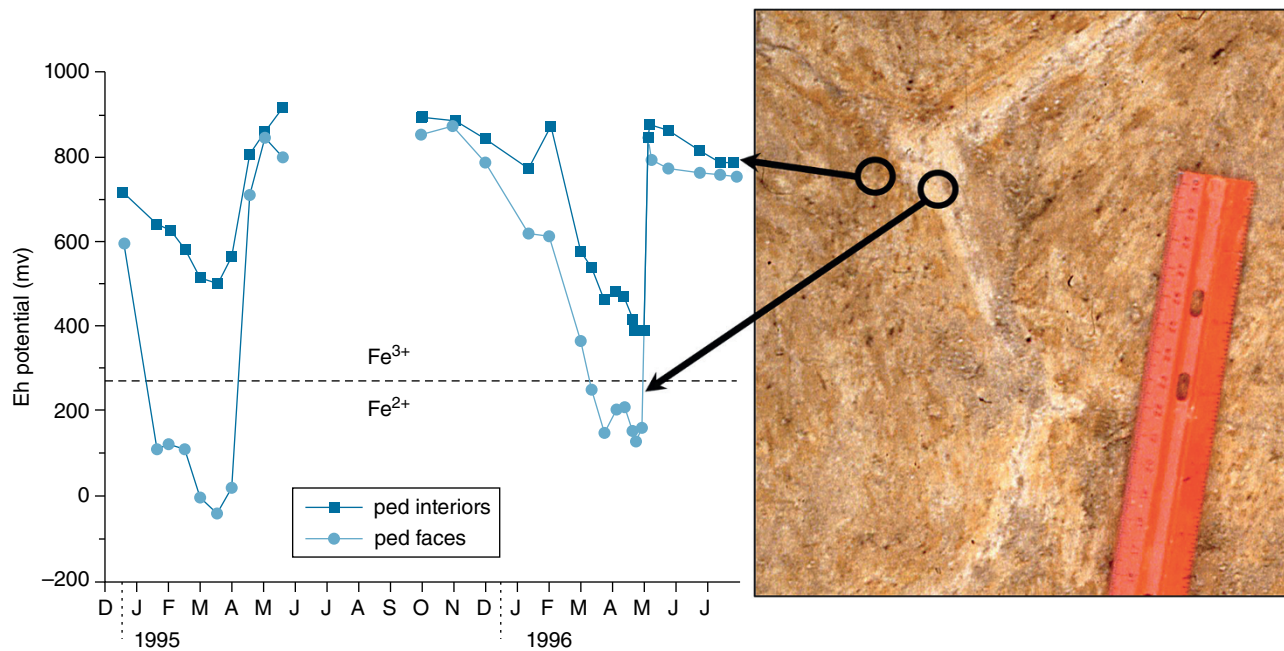 1000
800
600
400
200
0
−200
Eh potential (mv)
Fe3+
Fe2+
ped interiors
ped faces
D J F M A M J J A S O N D J F M A M J J
1995 1996